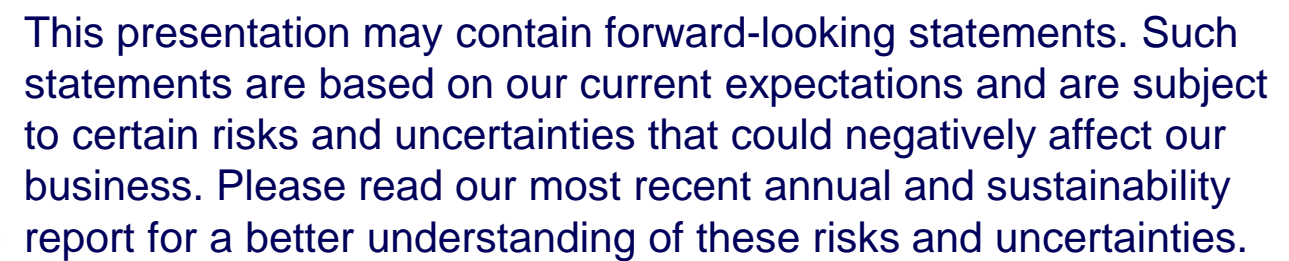 This presentation may contain forward-looking statements. Such
statements are based on our current expectations and are subject
to certain risks and uncertainties that could negatively affect our
business. Please read our most recent annual and sustainability
report for a better understanding of these risks and uncertainties.